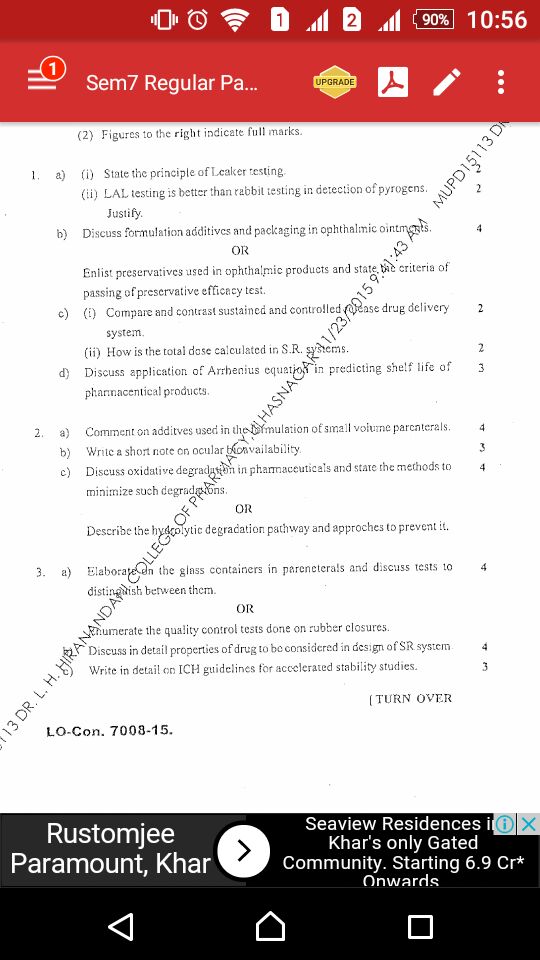 1 2 90% 10:56
1 Sem7 Regular Pa... UPGRADE
(2) Figures to the right indicate full marks.
1. a) (i) State the principle of Leaker testing. 2
(ii) LAL testing is better than rabbit testing in detection of pyrogens. 2
Justify.
b) Discuss formulation additives and packaging in ophthalmic ointments. 4
OR
Enlist preservatives used in ophthalmic products and state the criteria of
passing of preservative efficacy test.
c) (i) Compare and contrast sustained and controlled release drug delivery 2
system.
(ii) How is the total dose calculated in S.R. systems. 2
d) Discuss application of Arrhenius equation in predicting shelf life of 3
pharmaceutical products.
2. a) Comment on additves used in the formulation of small volume parenterals. 4
b) Write a short note on ocular bioavailability. 3
c) Discuss oxidative degradation in pharmaceuticals and state the methods to 4
minimize such degradations.
OR
Describe the hydrolytic degradation pathway and approches to prevent it.
3. a) Elaborate on the glass containers in parenterals and discuss tests to 4
distinguish between them.
OR
Enumerate the quality control tests done on rubber closures.
b) Discuss in detail properties of drug to be considered in design of SR system 4
c) Write in detail on ICH guidelines for accelerated stability studies. 3
[TURN OVER
LO-Con. 7008-15.
113 DR. L. H. HIRANANDANI COLLEGE OF PHARMACY, ULHASNAGAR 11/23/2015 9:41:43 AM MUPD15113 DR
Rustomjee
Paramount, Khar
Seaview Residences i
Khar's only Gated
Community. Starting 6.9 Cr*
Onwards